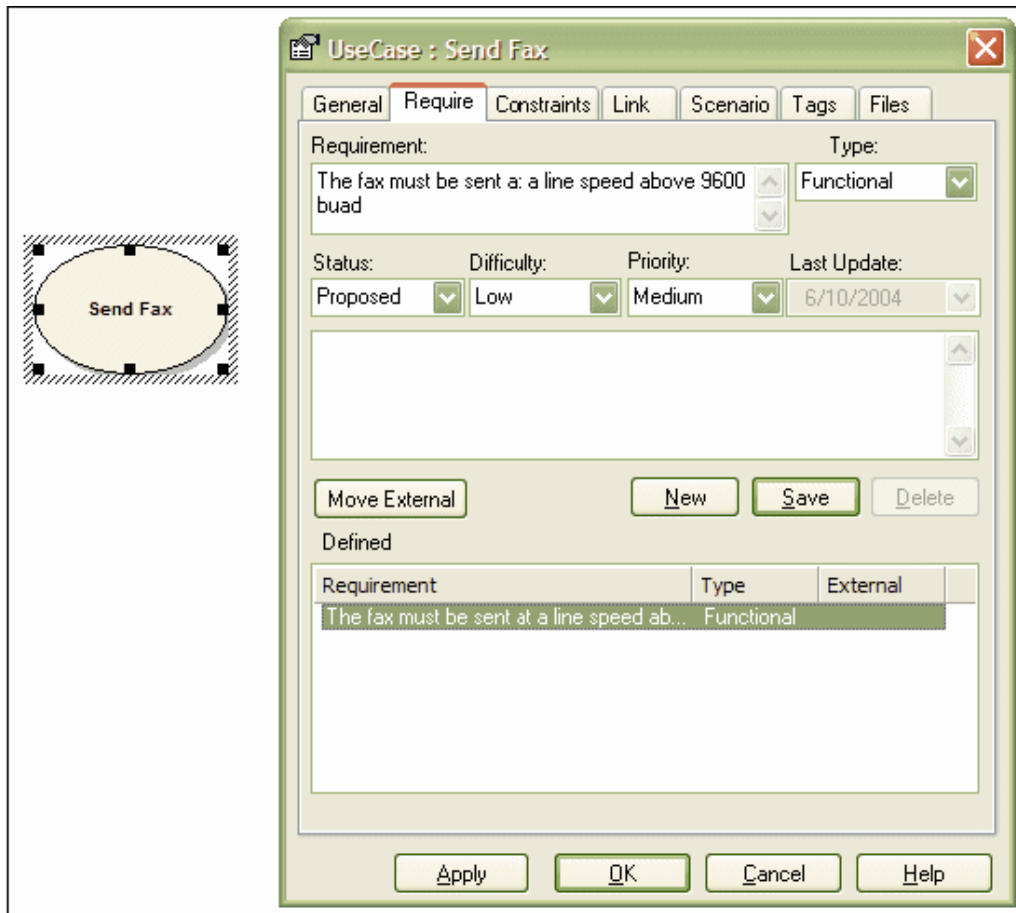 UseCase : Send Fax
General Require Constraints Link Scenario Tags Files
Requirement: Type:
The fax must be sent a: a line speed above 9600 Functional
buad
Status: Difficulty: Priority: Last Update:
Proposed Low Medium 6/10/2004
Send Fax
Move External New Save Delete
Defined
Requirement Type External
The fax must be sent at a line speed ab... Functional
Apply OK Cancel Help